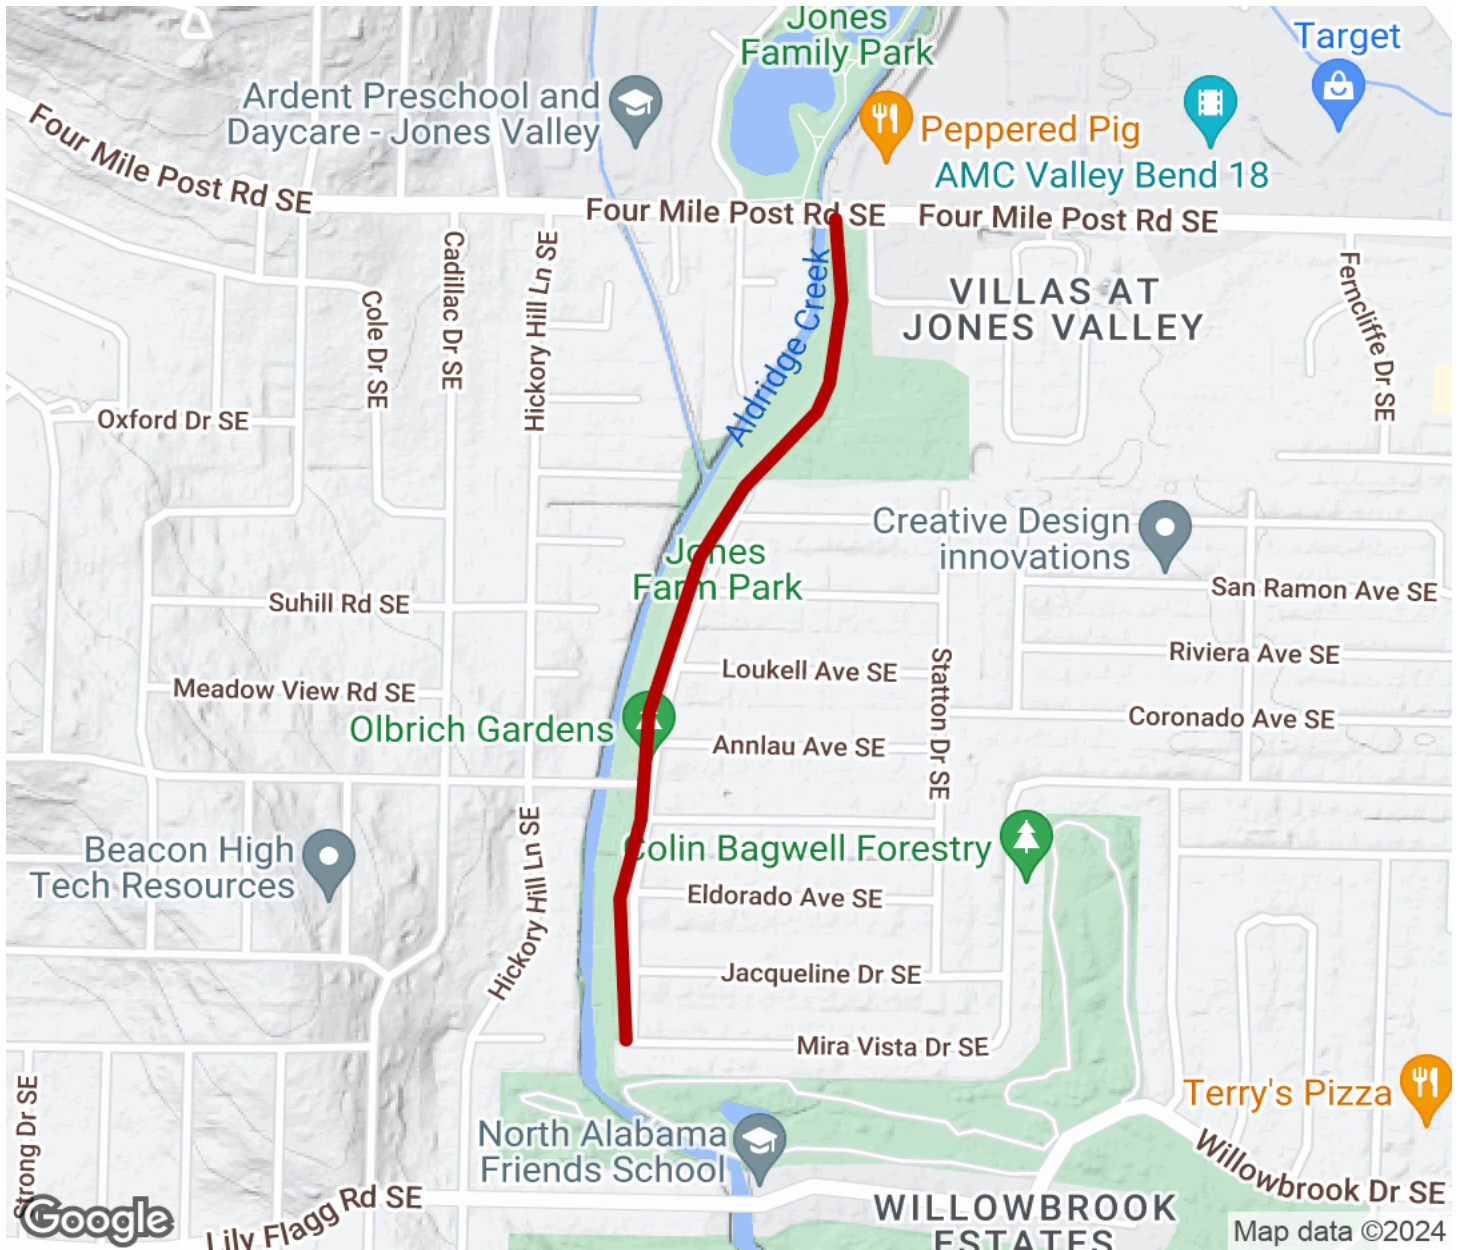 Jones
Family Park
Target
Ardent Preschool and
Daycare - Jones Valley
Peppered Pig
AMC Valley Bend 18
Four Mile Post Rd SE
Four Mile Post Rd SE
Four Mile Post Rd SE
Cadillac Dr SE
Hickory Hill Ln SE
Cole Dr SE
Aldridge Creek
VILLAS AT
JONES VALLEY
Ferncliffe Dr SE
Oxford Dr SE
Creative Design
innovations
Jones
Farm Park
San Ramon Ave SE
Suhill Rd SE
Riviera Ave SE
Loukell Ave SE
Statton Dr SE
Meadow View Rd SE
Coronado Ave SE
Olbrich Gardens
Annlau Ave SE
Hickory Hill Ln SE
Beacon High
Tech Resources
Colin Bagwell Forestry
Eldorado Ave SE
Jacqueline Dr SE
Mira Vista Dr SE
Terry's Pizza
Strong Dr SE
North Alabama
Friends School
Willowbrook Dr SE
Lily Flagg Rd SE
WILLOWBROOK
ESTATES
Google
Map data ©2024